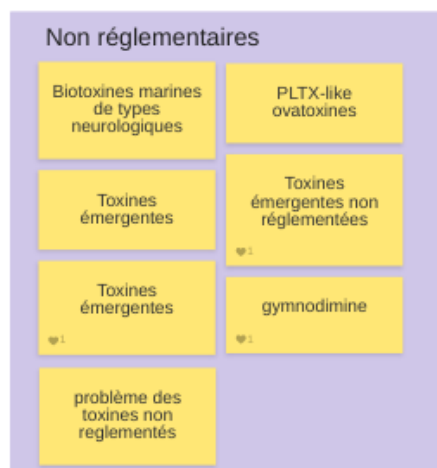 Non réglementaires
Biotoxines marines
de types
neurologiques
PLTX-like
ovatoxines
Toxines
émergentes
Toxines
émergentes non
réglementées
1
Toxines
émergentes
1
gymnodimine
1
problème des
toxines non
reglementés